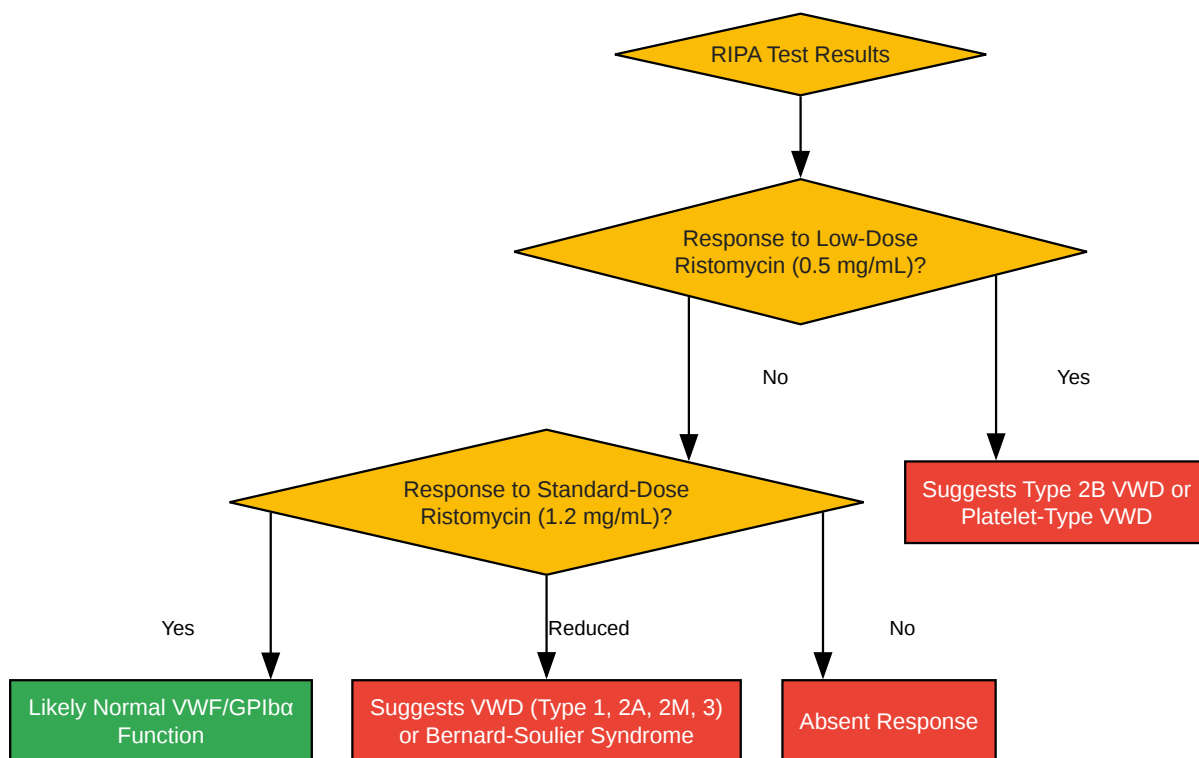 RIPA Test Results
Response to Low-Dose
Ristomycin (0.5 mg/mL)?
No
Yes
Response to Standard-Dose
Ristomycin (1.2 mg/mL)?
Suggests Type 2B VWD or
Platelet-Type VWD
Yes
Reduced
No
Likely Normal VWF/GPIbα
Function
Suggests VWD (Type 1, 2A, 2M, 3)
or Bernard-Soulier Syndrome
Absent Response